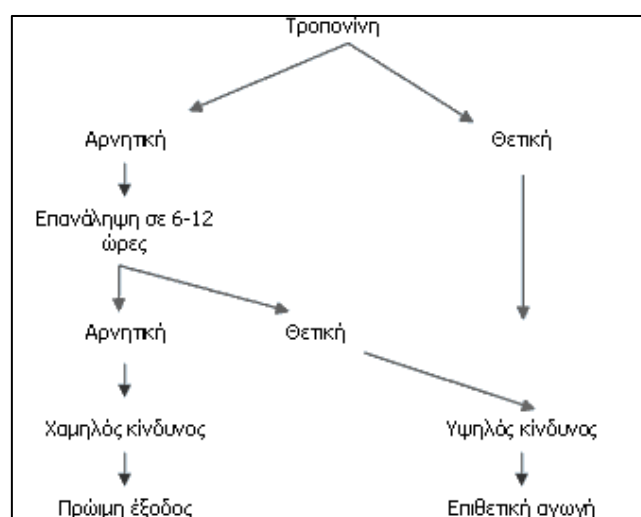 Τροπονίνη
Αρνητική
Θετική
Επανάληψη σε 6-12
ώρες
Αρνητική
Θετική
Χαμηλός κίνδυνος
Υψηλός κίνδυνος
Πρώιμη έξοδος
Επιθετική αγωγή